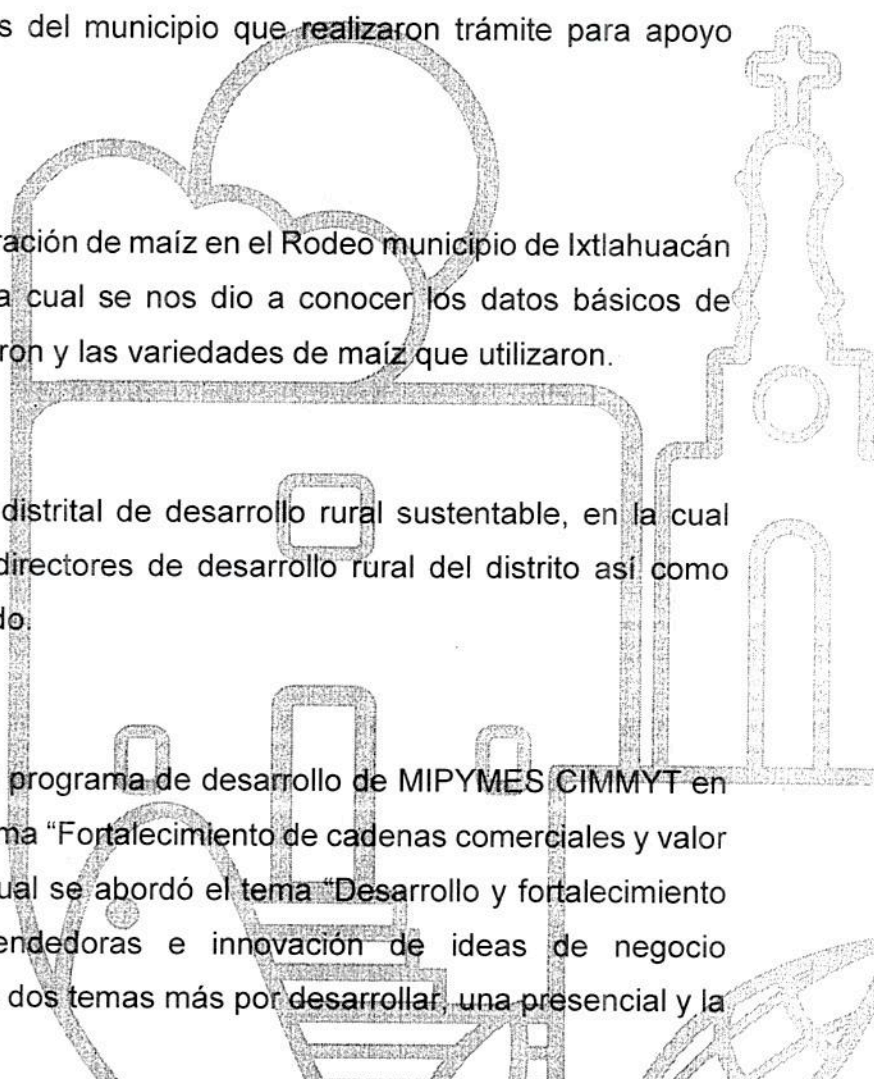 s del municipio que realizaron trámite para apoyo
ración de maíz en el Rodeo municipio de Ixtlahuacán
a cual se nos dio a conocer los datos básicos de
ron y las variedades de maíz que utilizaron.
distrital de desarrollo rural sustentable, en la cual
directores de desarrollo rural del distrito así como
do.
programa de desarrollo de MIPYMES CIMMYT en
ma “Fortalecimiento de cadenas comerciales y valor
ual se abordó el tema “Desarrollo y fortalecimiento
endedoras e innovación de ideas de negocio
dos temas más por desarrollar, una presencial y la